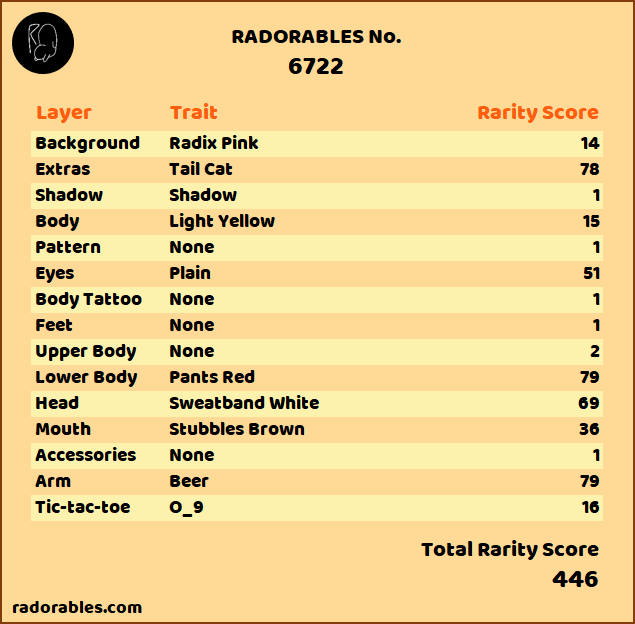 RADORABLES No.
6722
Layer Trait Rarity Score
Background Radix Pink 14
Extras Tail Cat 78
Shadow Shadow 1
Body Light Yellow 15
Pattern None 1
Eyes Plain 51
Body Tattoo None 1
Feet None 1
Upper Body None 2
Lower Body Pants Red 79
Head Sweatband White 69
Mouth Stubbles Brown 36
Accessories None 1
Arm Beer 79
Tic-tac-toe O_9 16
Total Rarity Score
446
radorables.com